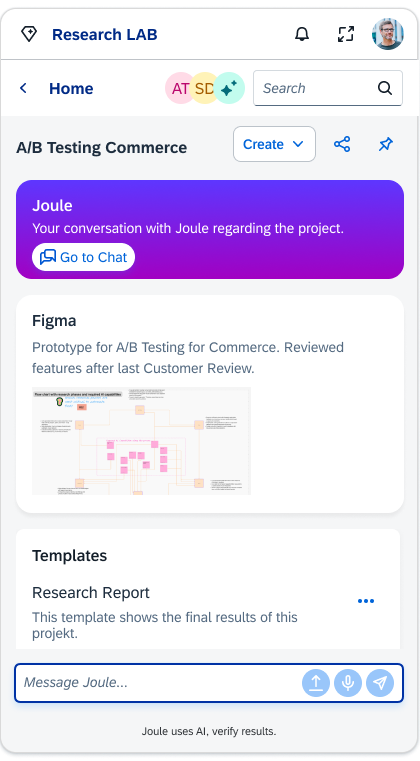 Research LAB
Home
AT
SD
Search
A/B Testing Commerce
Create
Joule
Your conversation with Joule regarding the project.
Go to Chat
Figma
Prototype for A/B Testing for Commerce. Reviewed
features after last Customer Review.
Templates
Research Report
This template shows the final results of this
projekt.
Message Joule...
Joule uses AI, verify results.